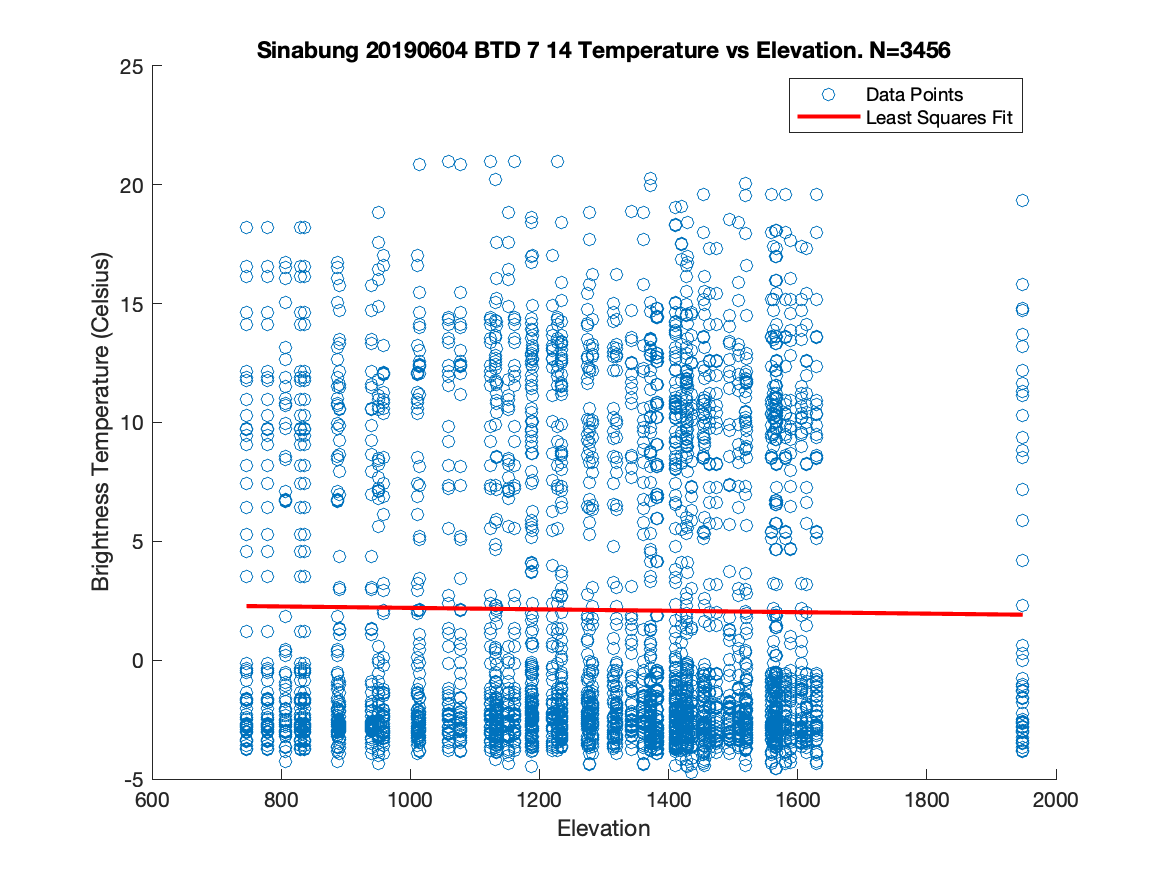 Sinabung 20190604 BTD 7 14 Temperature vs Elevation. N=3456
25
20
15
10
5
0
-5
Brightness Temperature (Celsius)
Data Points
Least Squares Fit
600 800 1000 1200 1400 1600 1800 2000
Elevation